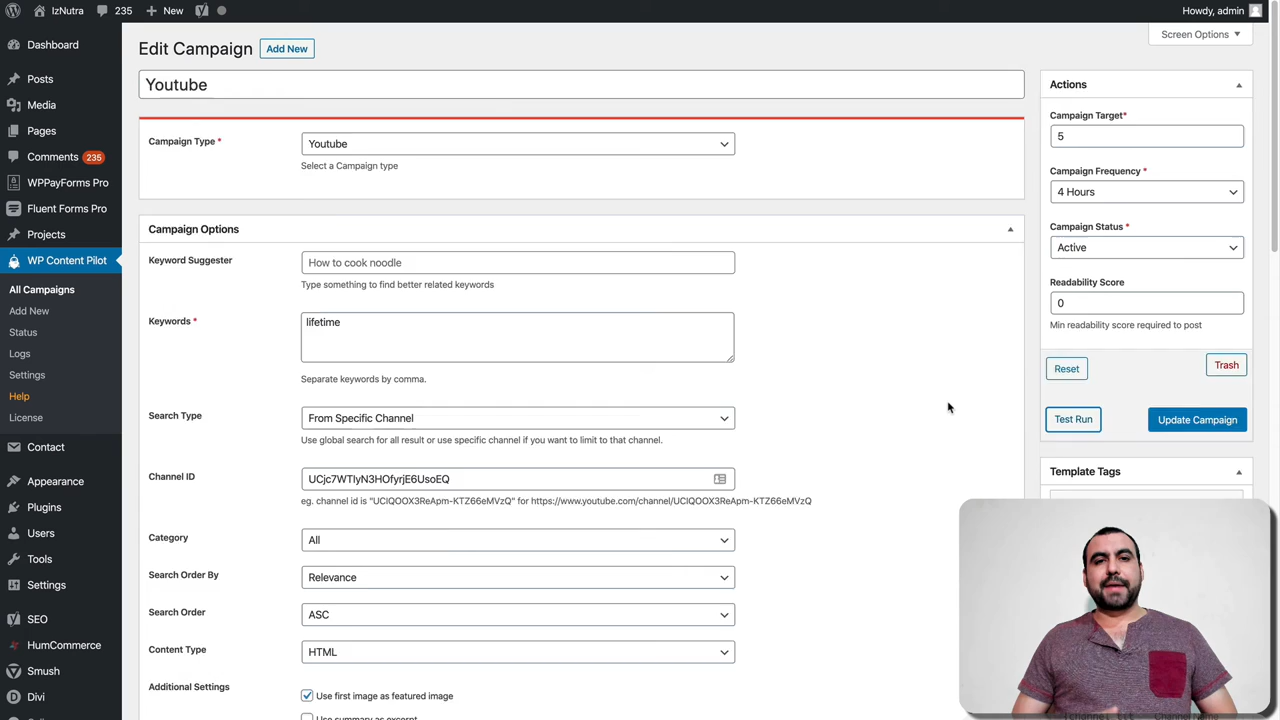 IzNutra
235
New
Howdy, admin
Dashboard
Posts
Media
Pages
Comments 235
WPPayForms Pro
Fluent Forms Pro
Projects
WP Content Pilot
All Campaigns
Add New
Status
Logs
Settings
Help
License
Contact
Appearance
Plugins
Users
Tools
Settings
SEO
HumCommerce
Smush
Divi
Screen Options
Edit Campaign
Add New
Youtube
Campaign Type *
Youtube
Select a Campaign type
Campaign Options
Keyword Suggester
How to cook noodle
Type something to find better related keywords
Keywords *
lifetime
Separate keywords by comma.
Search Type
From Specific Channel
Use global search for all result or use specific channel if you want to limit to that channel.
Channel ID
UCjc7WTlyN3HOfyrjE6UsoEQ
eg. channel id is "UCIQOOX3ReApm-KTZ66eMVzQ" for https://www.youtube.com/channel/UCIQOOX3ReApm-KTZ66eMVzQ
Category
All
Search Order By
Relevance
Search Order
ASC
Content Type
HTML
Additional Settings
Use first image as featured image
Use summary as excerpt
Actions
Campaign Target*
5
Campaign Frequency *
4 Hours
Campaign Status *
Active
Readability Score
0
Min readability score required to post
Reset
Trash
Test Run
Update Campaign
Template Tags